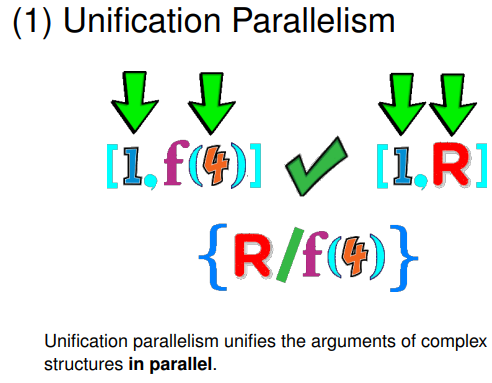 (1) Unification Parallelism
[1,f(4)] [1,R]
{R/f(4)}
Unification parallelism unifies the arguments of complex
structures in parallel.